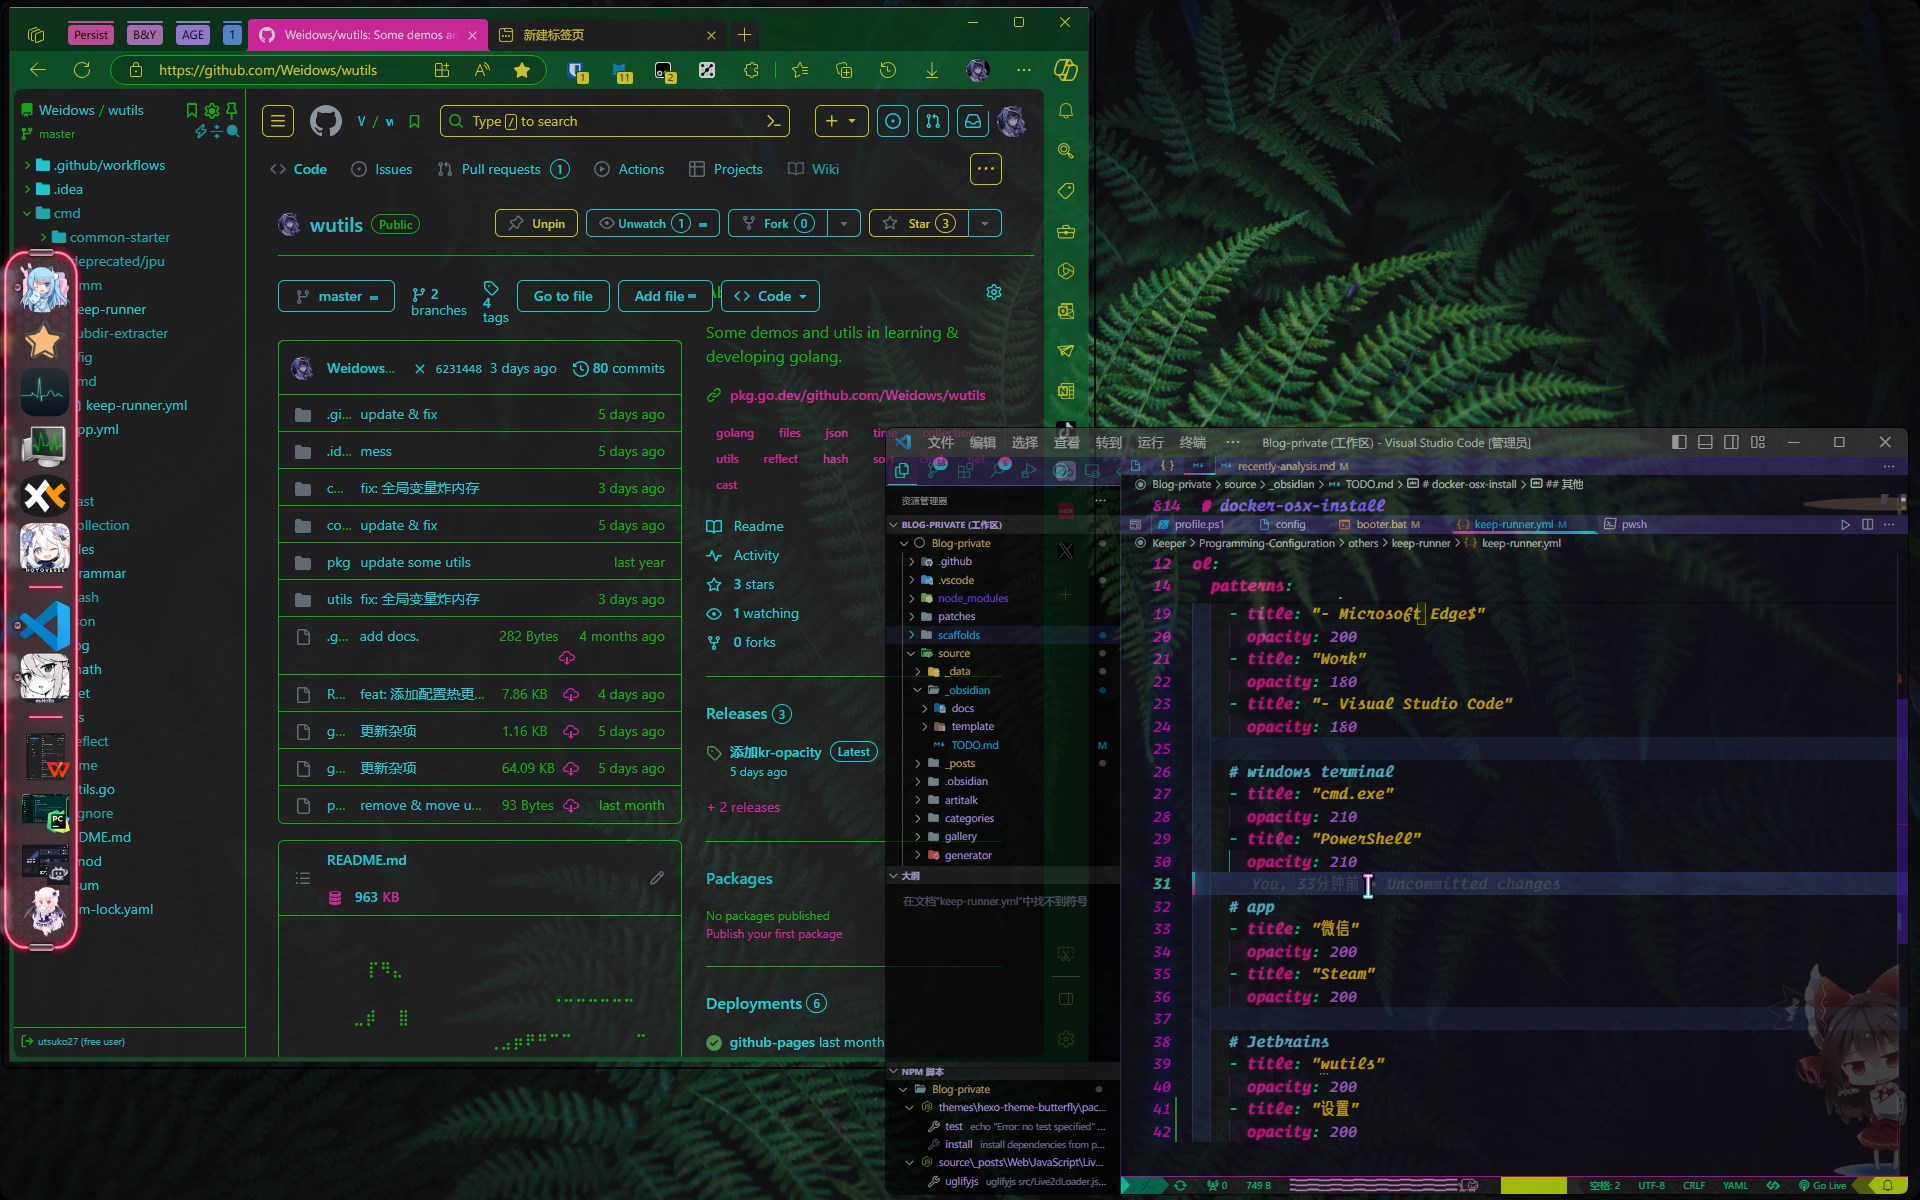 Persist B&Y AGE 1 Weidows/wutils: Some demos an 新建标签页
https://github.com/Weidows/wutils
1 11 2
Weidows / wutils
master
.github/workflows
.idea
cmd
common-starter
deprecated/jpu
mm
eep-runner
ubdir-extracter
fig
md
keep-runner.yml
pp.yml
ast
ollection
les
rammar
ash
son
og
nath
et
s
eflect
me
tils.go
gnore
DME.md
mod
um
m-lock.yaml
utsuko27 (free user)
Type / to search
Code Issues Pull requests 1 Actions Projects Wiki
wutils Public Unpin Unwatch 1 Fork 0 Star 3
master 2 branches 4 tags Go to file Add file Code
Some demos and utils in learning &
developing golang.
pkg.go.dev/github.com/Weidows/wutils
golang files json time collection
utils reflect hash
cast
Weidows... 6231448 3 days ago 80 commits
.gi... update & fix 5 days ago
.id... mess 5 days ago
c... fix: 全局变量炸内存 3 days ago
co... update & fix 5 days ago
pkg update some utils last year
utils fix: 全局变量炸内存 3 days ago
.g... add docs. 282 Bytes 4 months ago
R... feat: 添加配置热更... 7.86 KB 4 days ago
g... 更新杂项 1.16 KB 5 days ago
g... 更新杂项 64.09 KB 5 days ago
p... remove & move u... 93 Bytes last month
Readme
Activity
3 stars
1 watching
0 forks
Releases 3
添加kr-opacity Latest
5 days ago
+ 2 releases
README.md
963 KB
Packages
No packages published
Publish your first package
Deployments 6
github-pages last month
文件 编辑 选择 查看 转到 运行 终端 ··· Blog-private (工作区) - Visual Studio Code [管理员]
资源管理器
BLOG-PRIVATE (工作区)
Blog-private
.github
.vscode
node_modules
patches
scaffolds
source
_data
_obsidian
docs
template
TODO.md M
_posts
.obsidian
artitalk
categories
gallery
generator
大纲
在文档"keep-runner.yml"中找不到符号
NPM 脚本
Blog-private
themes\hexo-theme-butterfly\pac...
test echo "Error: no test specified" ...
install install dependencies from p...
source\_posts\Web\JavaScript\Liv...
uglifyjs uglifyjs src/Live2dLoader.js...
recently-analysis.md M
Blog-private > source > _obsidian > TODO.md > # docker-osx-install > ## 其他
814 # docker-osx-install
profile.ps1 config booter.bat M keep-runner.yml M pwsh
Keeper > Programming-Configuration > others > keep-runner > keep-runner.yml
12 ol:
14 patterns:
19 - title: "- Microsoft Edge$"
20 opacity: 200
21 - title: "Work"
22 opacity: 180
23 - title: "- Visual Studio Code"
24 opacity: 180
25
26 # windows terminal
27 - title: "cmd.exe"
28 opacity: 210
29 - title: "PowerShell"
30 opacity: 210
31 You, 33分钟前 Uncommitted changes
32 # app
33 - title: "微信"
34 opacity: 200
35 - title: "Steam"
36 opacity: 200
37
38 # Jetbrains
39 - title: "wutils"
40 opacity: 200
41 - title: "设置"
42 opacity: 200
0 749 B 空格: 2 UTF-8 CRLF YAML Go Live